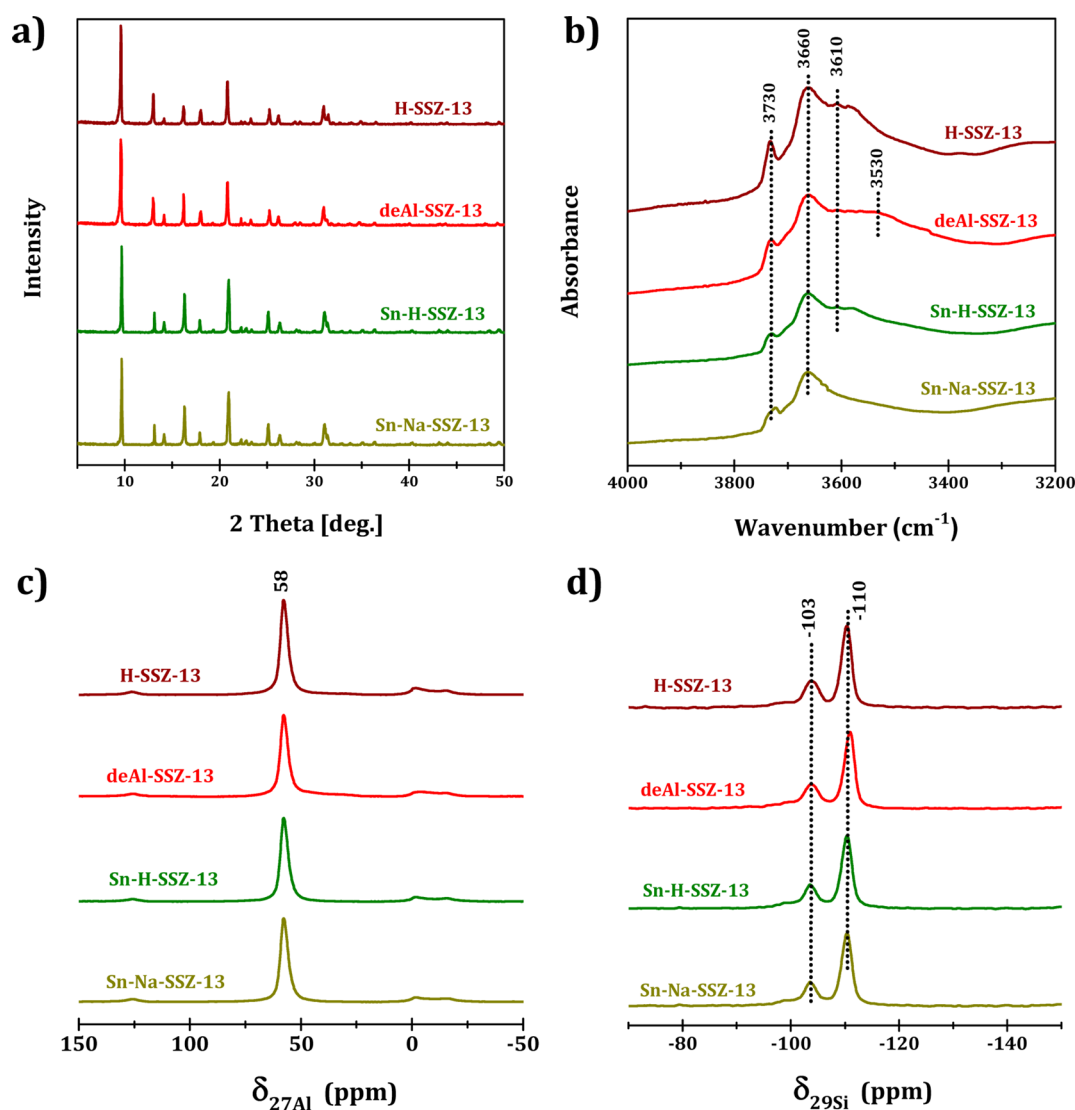 a)
H-SSZ-13
deAl-SSZ-13
Sn-H-SSZ-13
Sn-Na-SSZ-13
Intensity
10 20 30 40 50
2 Theta [deg.]
b)
3730
3660
3610
3530
H-SSZ-13
deAl-SSZ-13
Sn-H-SSZ-13
Sn-Na-SSZ-13
Absorbance
4000 3800 3600 3400 3200
Wavenumber (cm⁻¹)
c)
58
H-SSZ-13
deAl-SSZ-13
Sn-H-SSZ-13
Sn-Na-SSZ-13
150 100 50 0 -50
δ27Al (ppm)
d)
-103
-110
H-SSZ-13
deAl-SSZ-13
Sn-H-SSZ-13
Sn-Na-SSZ-13
-80 -100 -120 -140
δ29Si (ppm)